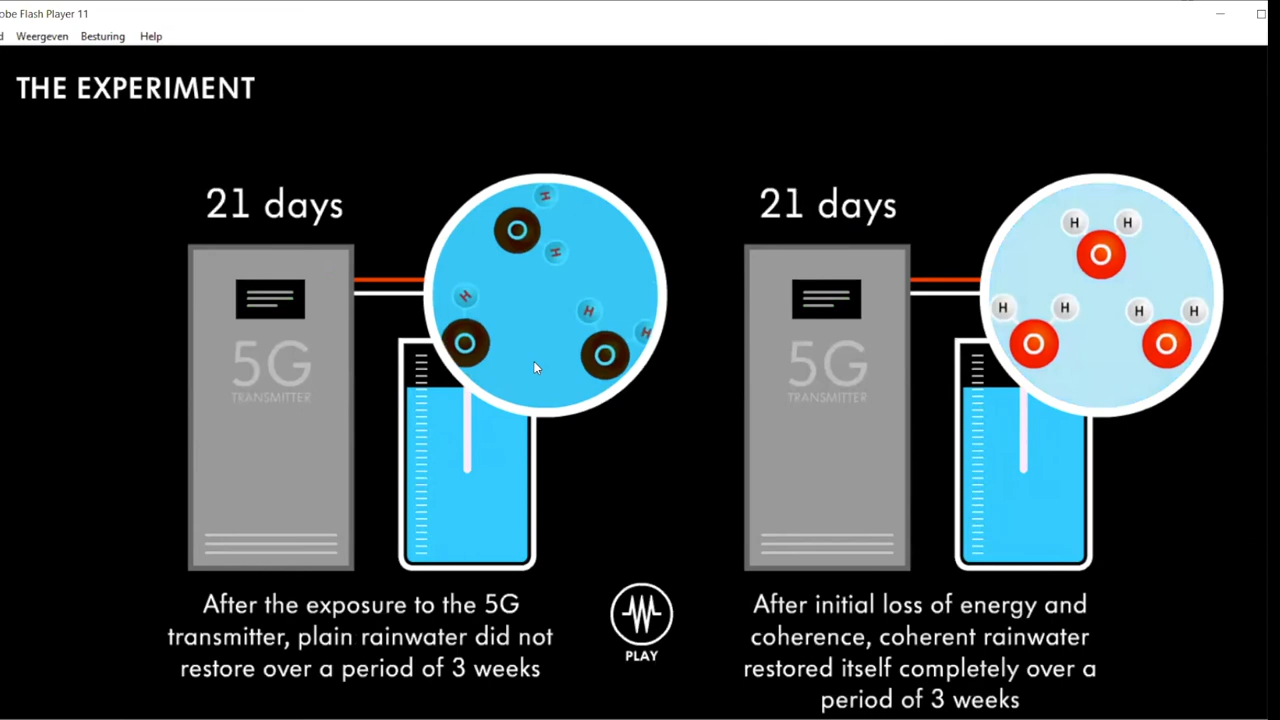 obe Flash Player 11
d Weergeven Besturing Help
THE EXPERIMENT
21 days
H
O
H
H
H
H
O
O
5G
TRANSMITTER
After the exposure to the 5G
transmitter, plain rainwater did not
restore over a period of 3 weeks
PLAY
21 days
H H
O
H H H H
O O
5G
TRANSMITTER
After initial loss of energy and
coherence, coherent rainwater
restored itself completely over a
period of 3 weeks